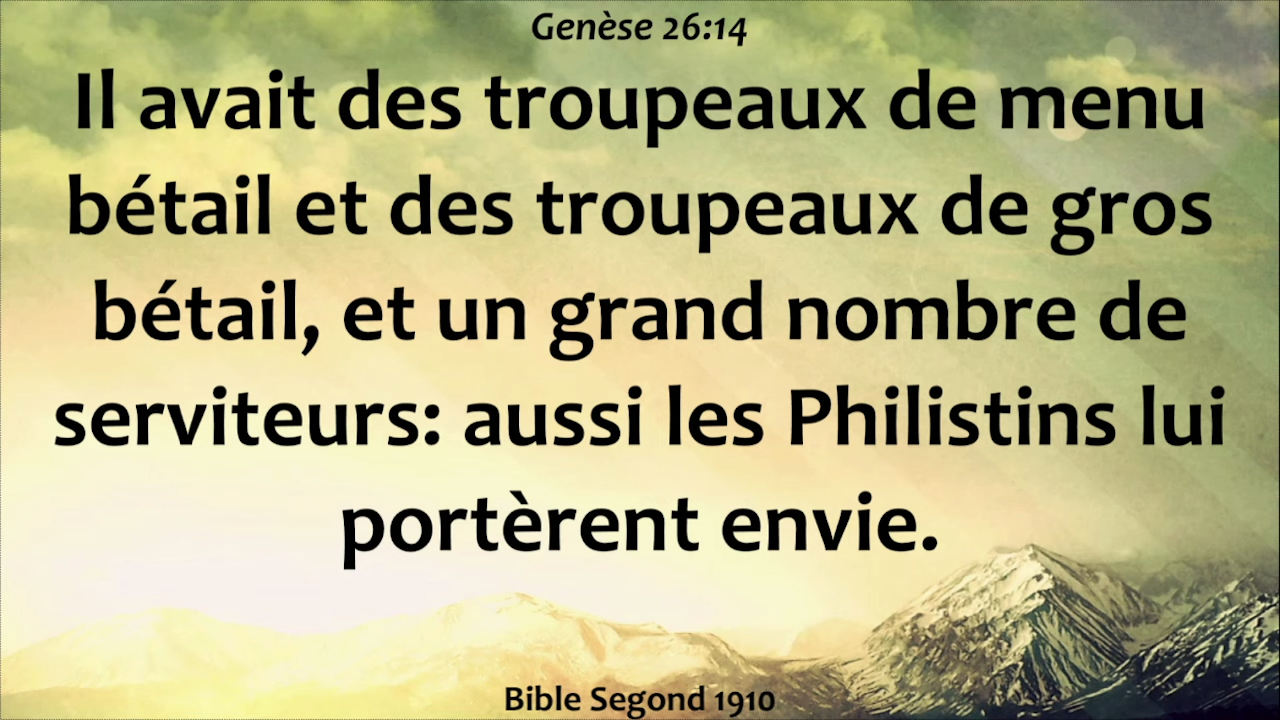 Genèse 26:14
Il avait des troupeaux de menu
bétail et des troupeaux de gros
bétail, et un grand nombre de
serviteurs: aussi les Philistins lui
portèrent envie.
Bible Segond 1910